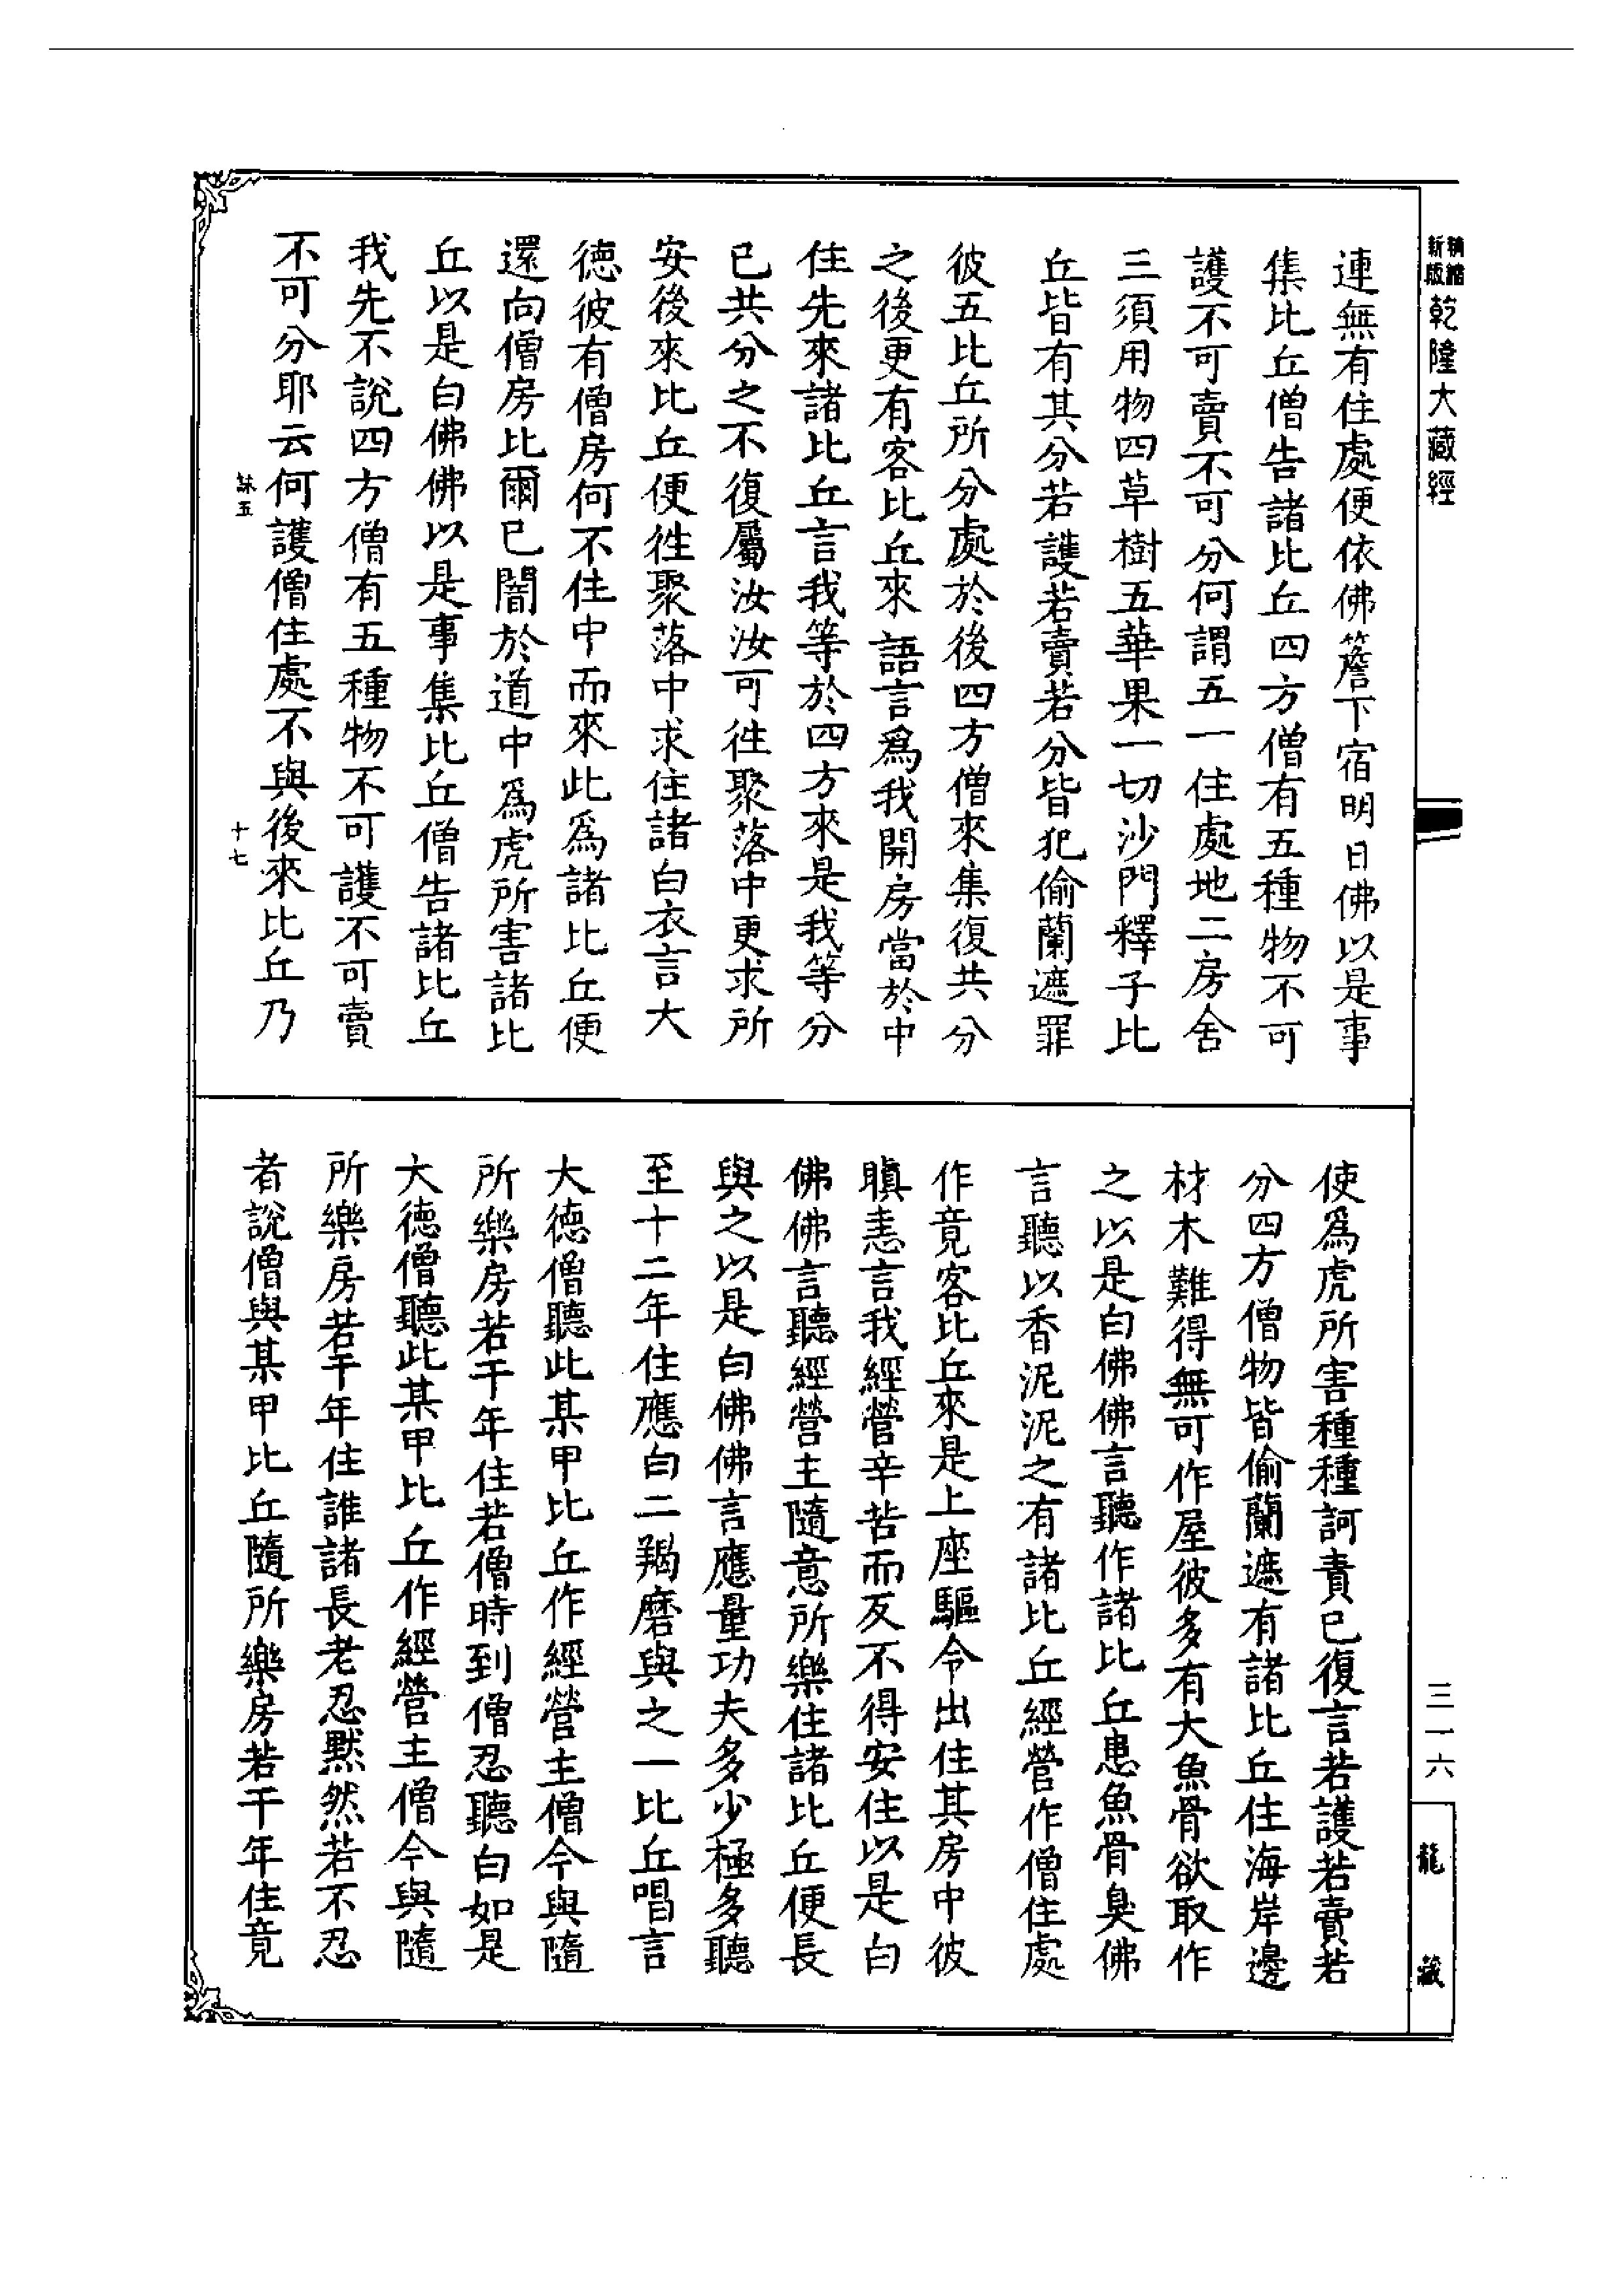 精縮新版乾隆大藏經
連無有住處便依佛簷下宿明日佛以是事
集比丘僧告諸比丘四方僧有五種物不可
護不可賣不可分何謂五一住處地二房舍
三須用物四草樹五華果一切沙門釋子比
丘皆有其分若護若賣若分皆犯偷蘭遮罪
彼五比丘所分處於後四方僧來集復共分
之後更有客比丘來語言爲我開房當於中
住先來諸比丘言我等於四方來是我等分
已共分之不復屬汝汝可徃聚落中更求所
安後來比丘便徃聚落中求住諸白衣言大
德彼有僧房何不住中而來此爲諸比丘便
還向僧房比爾已闇於道中爲虎所害諸比
丘以是白佛佛以是事集比丘僧告諸比丘
我先不說四方僧有五種物不可護不可賣
不可分耶云何護僧住處不與後來比丘乃
十七
使爲虎所害種種訶責已復言若護若賣若
分四方僧物皆偷蘭遮有諸比丘住海岸邊
材木難得無可作屋彼多有大魚骨欲取作
之以是白佛佛言聽作諸比丘患魚骨臭佛
言聽以香泥泥之有諸比丘經營作僧住處
作竟客比丘來是上座驅令出住其房中彼
瞋恚言我經營辛苦而反不得安住以是白
佛佛言聽經營主隨意所樂住諸比丘便長
與之以是白佛佛言應量功夫多少極多聽
至十二年住應白二羯磨與之一比丘唱言
大德僧聽此某甲比丘作經營主僧今與隨
所樂房若干年住若僧時到僧忍聽白如是
大德僧聽此某甲比丘作經營主僧今與隨
所樂房若干年住誰諸長老忍默然若不忍
者說僧與某甲比丘隨所樂房若干年住竟
三一六
龍藏